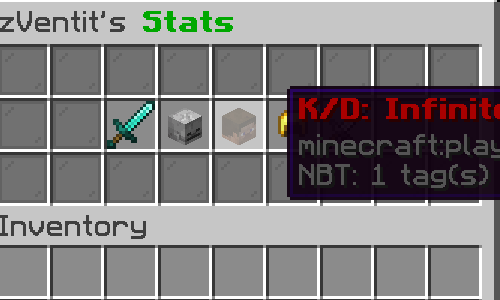 zVentit's Stats
K/D: Infinite
minecraft:play
NBT: 1 tag(s)
Inventory